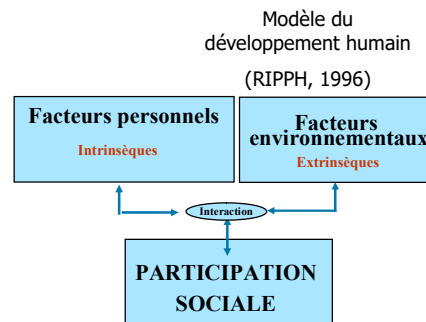 Modèle du
développement humain
(RIPPH, 1996)
Facteurs personnels
Intrinsèques
Facteurs
environnementaux
Extrinsèques
Interaction
PARTICIPATION
SOCIALE